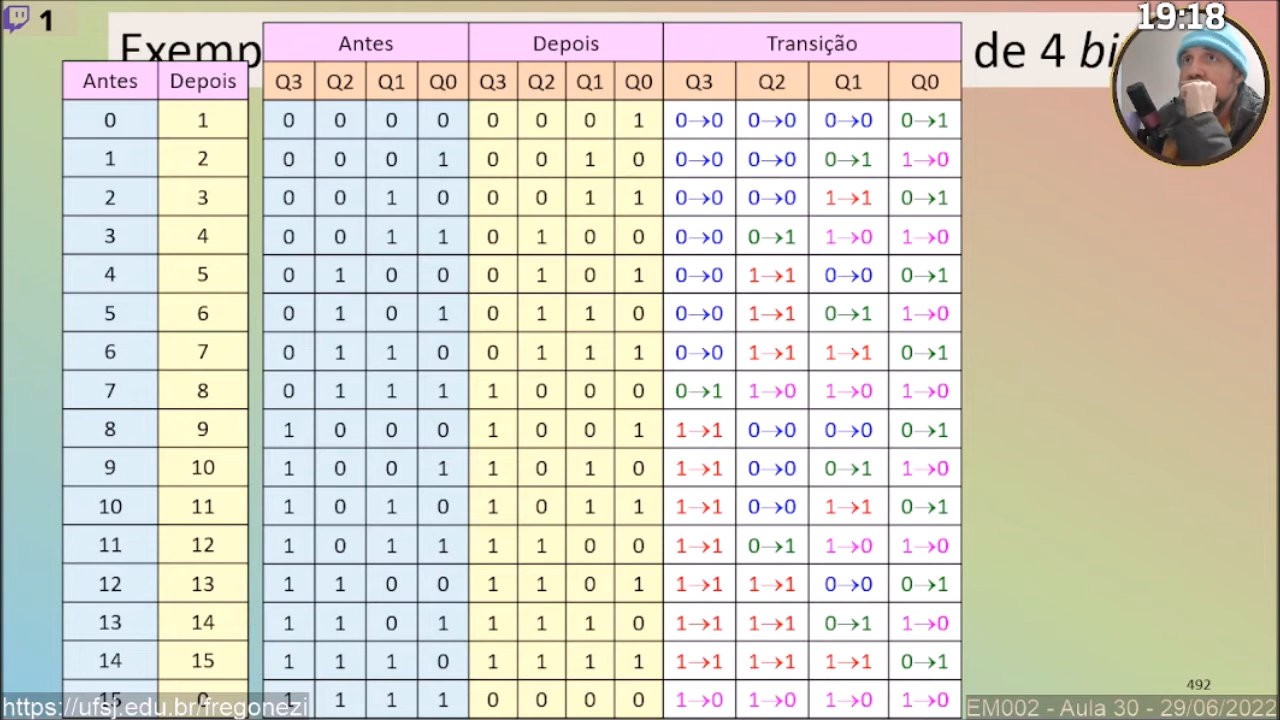 1
19:18
Exemp
de 4 bi
Antes Depois Transição
Antes Depois Q3 Q2 Q1 Q0 Q3 Q2 Q1 Q0 Q3 Q2 Q1 Q0
0 1 0 0 0 0 0 0 0 1 0→0 0→0 0→0 0→1
1 2 0 0 0 1 0 0 1 0 0→0 0→0 0→1 1→0
2 3 0 0 1 0 0 0 1 1 0→0 0→0 1→1 0→1
3 4 0 0 1 1 0 1 0 0 0→0 0→1 1→0 1→0
4 5 0 1 0 0 0 1 0 1 0→0 1→1 0→0 0→1
5 6 0 1 0 1 0 1 1 0 0→0 1→1 0→1 1→0
6 7 0 1 1 0 0 1 1 1 0→0 1→1 1→1 0→1
7 8 0 1 1 1 1 0 0 0 0→1 1→0 1→0 1→0
8 9 1 0 0 0 1 0 0 1 1→1 0→0 0→0 0→1
9 10 1 0 0 1 1 0 1 0 1→1 0→0 0→1 1→0
10 11 1 0 1 0 1 0 1 1 1→1 0→0 1→1 0→1
11 12 1 0 1 1 1 1 0 0 1→1 0→1 1→0 1→0
12 13 1 1 0 0 1 1 0 1 1→1 1→1 0→0 0→1
13 14 1 1 0 1 1 1 1 0 1→1 1→1 0→1 1→0
14 15 1 1 1 0 1 1 1 1 1→1 1→1 1→1 0→1
15 0 1 1 1 1 0 0 0 0 1→0 1→0 1→0 1→0
492
https://ufsj.edu.br/fregonezi
EM002 - Aula 30 - 29/06/2022